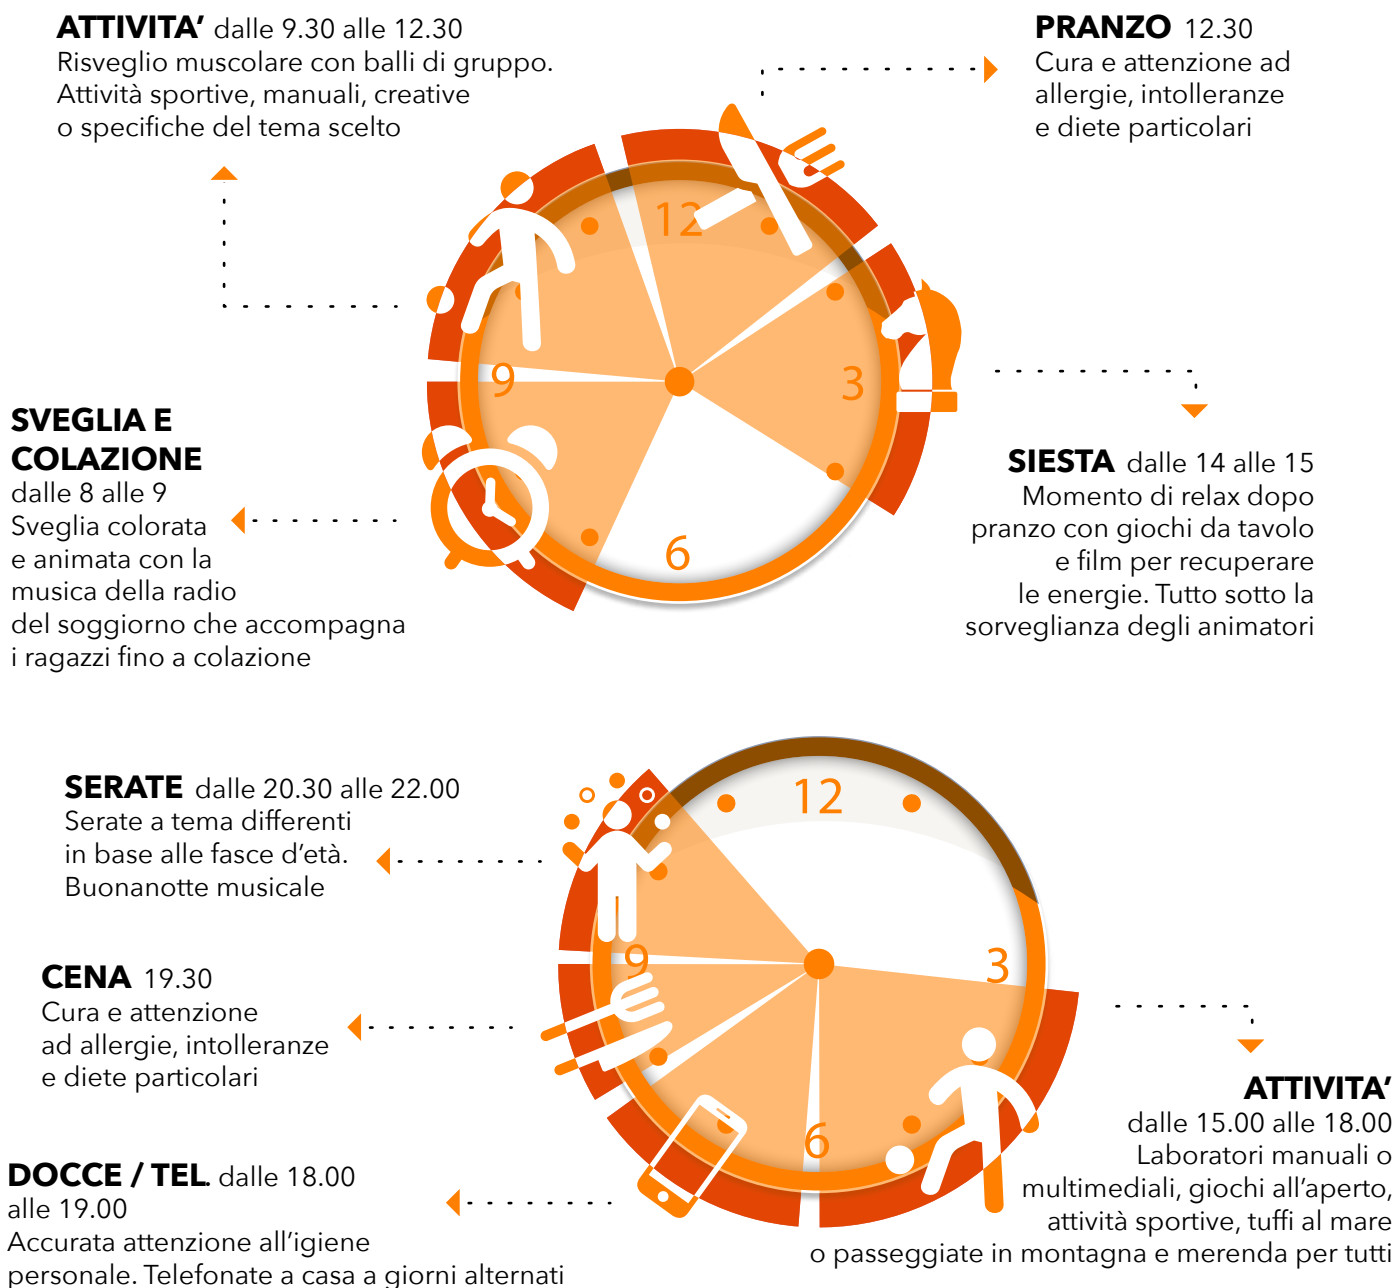 ATTIVITA’ dalle 9.30 alle 12.30
Risveglio muscolare con balli di gruppo.
Attività sportive, manuali, creative
o specifiche del tema scelto
PRANZO 12.30
Cura e attenzione ad
allergie, intolleranze
e diete particolari
12
9
3
6
SVEGLIA E
COLAZIONE
dalle 8 alle 9
Sveglia colorata
e animata con la
musica della radio
del soggiorno che accompagna
i ragazzi fino a colazione
SIESTA dalle 14 alle 15
Momento di relax dopo
pranzo con giochi da tavolo
e film per recuperare
le energie. Tutto sotto la
sorveglianza degli animatori
SERATE dalle 20.30 alle 22.00
Serate a tema differenti
in base alle fasce d’età.
Buonanotte musicale
12
9
3
6
CENA 19.30
Cura e attenzione
ad allergie, intolleranze
e diete particolari
ATTIVITA’
dalle 15.00 alle 18.00
Laboratori manuali o
multimediali, giochi all’aperto,
attività sportive, tuffi al mare
o passeggiate in montagna e merenda per tutti
DOCCE / TEL. dalle 18.00
alle 19.00
Accurata attenzione all’igiene
personale. Telefonate a casa a giorni alternati